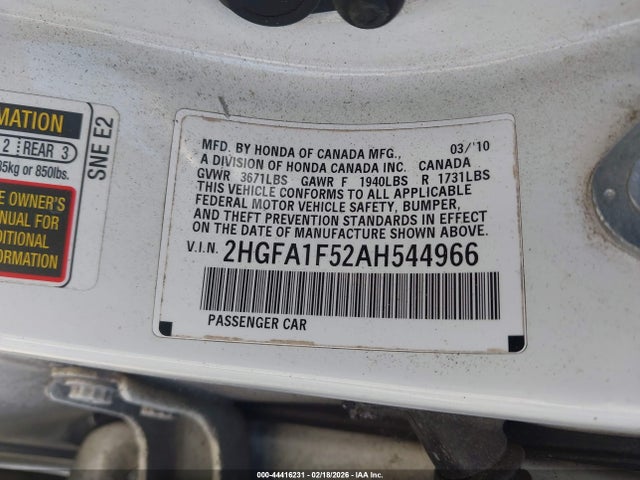 MATION
2 REAR 3
35kg or 850lbs.
E OWNER'S
ANUAL FOR
DITIONAL
FORMATION
SNE E2
MFD. BY HONDA OF CANADA MFG., 03/'10
A DIVISION OF HONDA CANADA INC. CANADA
GVWR 3671LBS GAWR F 1940LBS R 1731LBS
THIS VEHICLE CONFORMS TO ALL APPLICABLE
FEDERAL MOTOR VEHICLE SAFETY, BUMPER,
AND THEFT PREVENTION STANDARDS IN EFFECT
ON THE DATE OF MANUFACTURE SHOWN ABOVE.
V.I.N. 2HGFA1F52AH544966
PASSENGER CAR
000-44416231 - 02/18/2026 - IAA Inc.